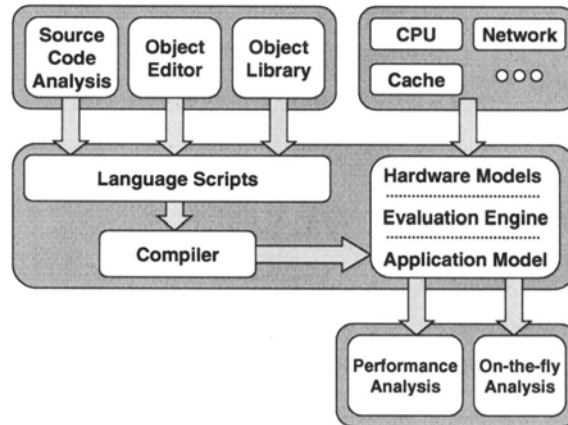 Source
Code
Analysis
Object
Editor
Object
Library
CPU
Network
Cache
Language Scripts
Compiler
Hardware Models
Evaluation Engine
Application Model
Performance
Analysis
On-the-fly
Analysis